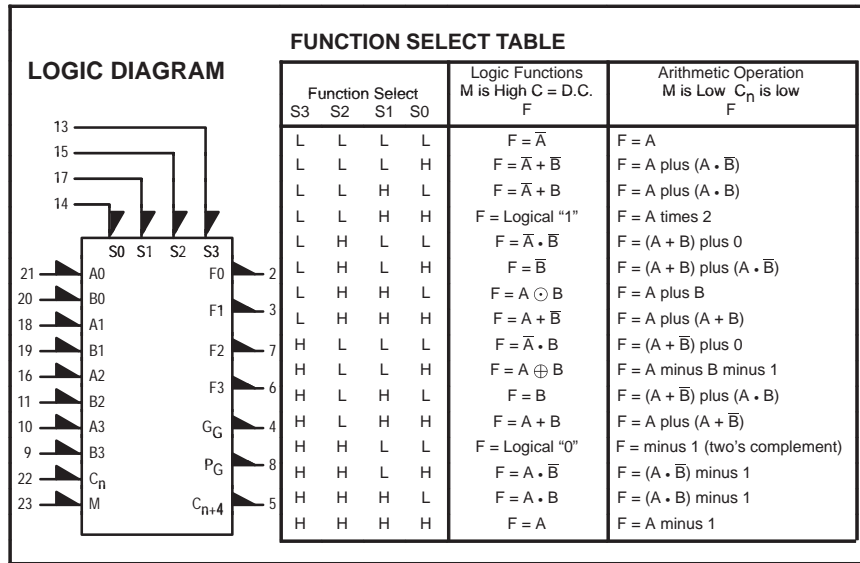 FUNCTION SELECT TABLE
LOGIC DIAGRAM
Function Select
S3 S2 S1 S0
Logic Functions
M is High C = D.C.
F
Arithmetic Operation
M is Low Cn is low
F
L L L L F = A̅ F = A
L L L H F = A̅ + B̅ F = A plus (A • B̅)
L L H L F = A̅ + B F = A plus (A • B)
L L H H F = Logical “1” F = A times 2
L H L L F = A̅ • B̅ F = (A + B) plus 0
L H L H F = B̅ F = (A + B) plus (A • B̅)
L H H L F = A ⊙ B F = A plus B
L H H H F = A + B̅ F = A plus (A + B)
H L L L F = A̅ • B F = (A + B̅) plus 0
H L L H F = A ⊕ B F = A minus B minus 1
H L H L F = B F = (A + B̅) plus (A • B)
H L H H F = A + B F = A plus (A + B̅)
H H L L F = Logical “0” F = minus 1 (two’s complement)
H H L H F = A • B̅ F = (A • B̅) minus 1
H H H L F = A • B F = (A • B) minus 1
H H H H F = A F = A minus 1
13
15
17
14
S0 S1 S2 S3
21 A0 F0 2
20 B0
F1 3
18 A1
19 B1 F2 7
16 A2
F3 6
11 B2
10 A3 GG 4
9 B3
PG 8
22 Cn
23 M Cn+4 5